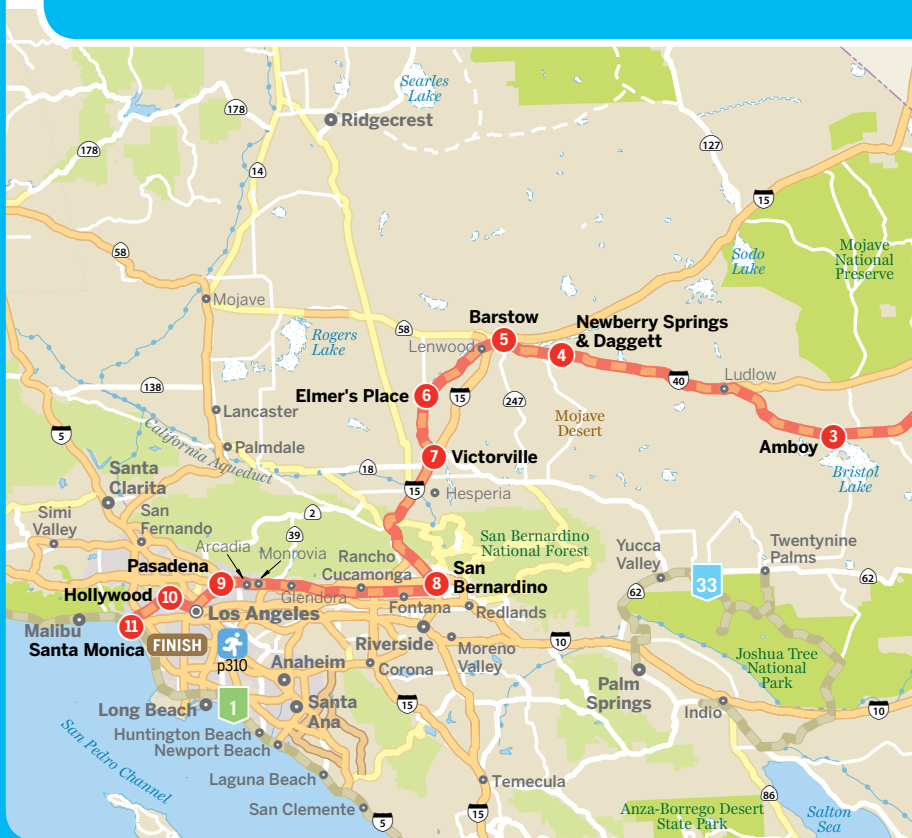 Searles
Lake
178
Ridgecrest
127
178
14
15
58
Sodo
Lake
Mojave
National
Preserve
Mojave
Barstow
Newberry Springs
& Daggett
5
4
58
Rogers
Lake
Lenwood
40
Ludlow
138
Elmer's Place
6
15
247
Mojave
Desert
Lancaster
3
Amboy
5
California Aqueduct
Palmdale
7
Victorville
18
Bristol
Lake
Santa
Clarita
15
Hesperia
2
Simi
Valley
San
Fernando
39
San Bernardino
National Forest
Arcadia
Monrovia
Rancho
Cucamonga
Yucca
Valley
Twentynine
Palms
Pasadena
9
Glendora
8
San
Bernardino
33
62
62
Hollywood
10
Los Angeles
Fontana
Redlands
Malibu
11
Santa Monica
FINISH
p310
Riverside
Moreno
Valley
10
Joshua Tree
National
Park
Anaheim
Corona
Palm
Springs
Long Beach
1
Santa
Ana
15
Indio
10
Huntington Beach
Newport Beach
San Pedro Channel
Laguna Beach
Temecula
86
San Clemente
5
15
Anza-Borrego Desert
State Park
Salton
Sea